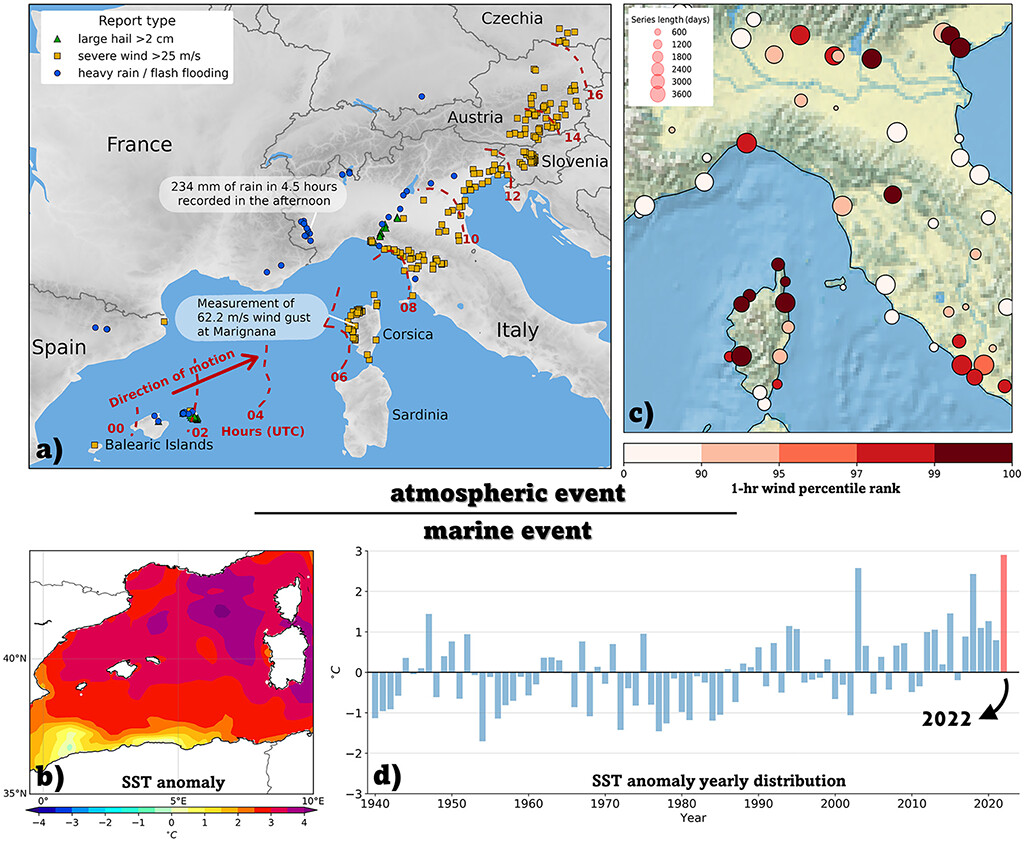 Report type
large hail >2 cm
severe wind >25 m/s
heavy rain / flash flooding
Czechia
16
Austria
14
France
Slovenia
234 mm of rain in 4.5 hours
recorded in the afternoon
12
10
08
Measurement of
62.2 m/s wind gust
at Marignana
Corsica
Italy
Spain
06
Direction of motion
04
Sardinia
00
02
Hours (UTC)
Balearic Islands
a)
Series length (days)
600
1200
1800
2400
3000
3600
c)
0 90 95 97 99 100
1-hr wind percentile rank
atmospheric event
marine event
40°N
35°N
b)
SST anomaly
0° 5°E 10°E
−4 −3 −2 −1 0 1 2 3 4
°C
3
2
1
0
−1
−2
−3
°C
2022
d)
SST anomaly yearly distribution
1940 1950 1960 1970 1980 1990 2000 2010 2020
Year